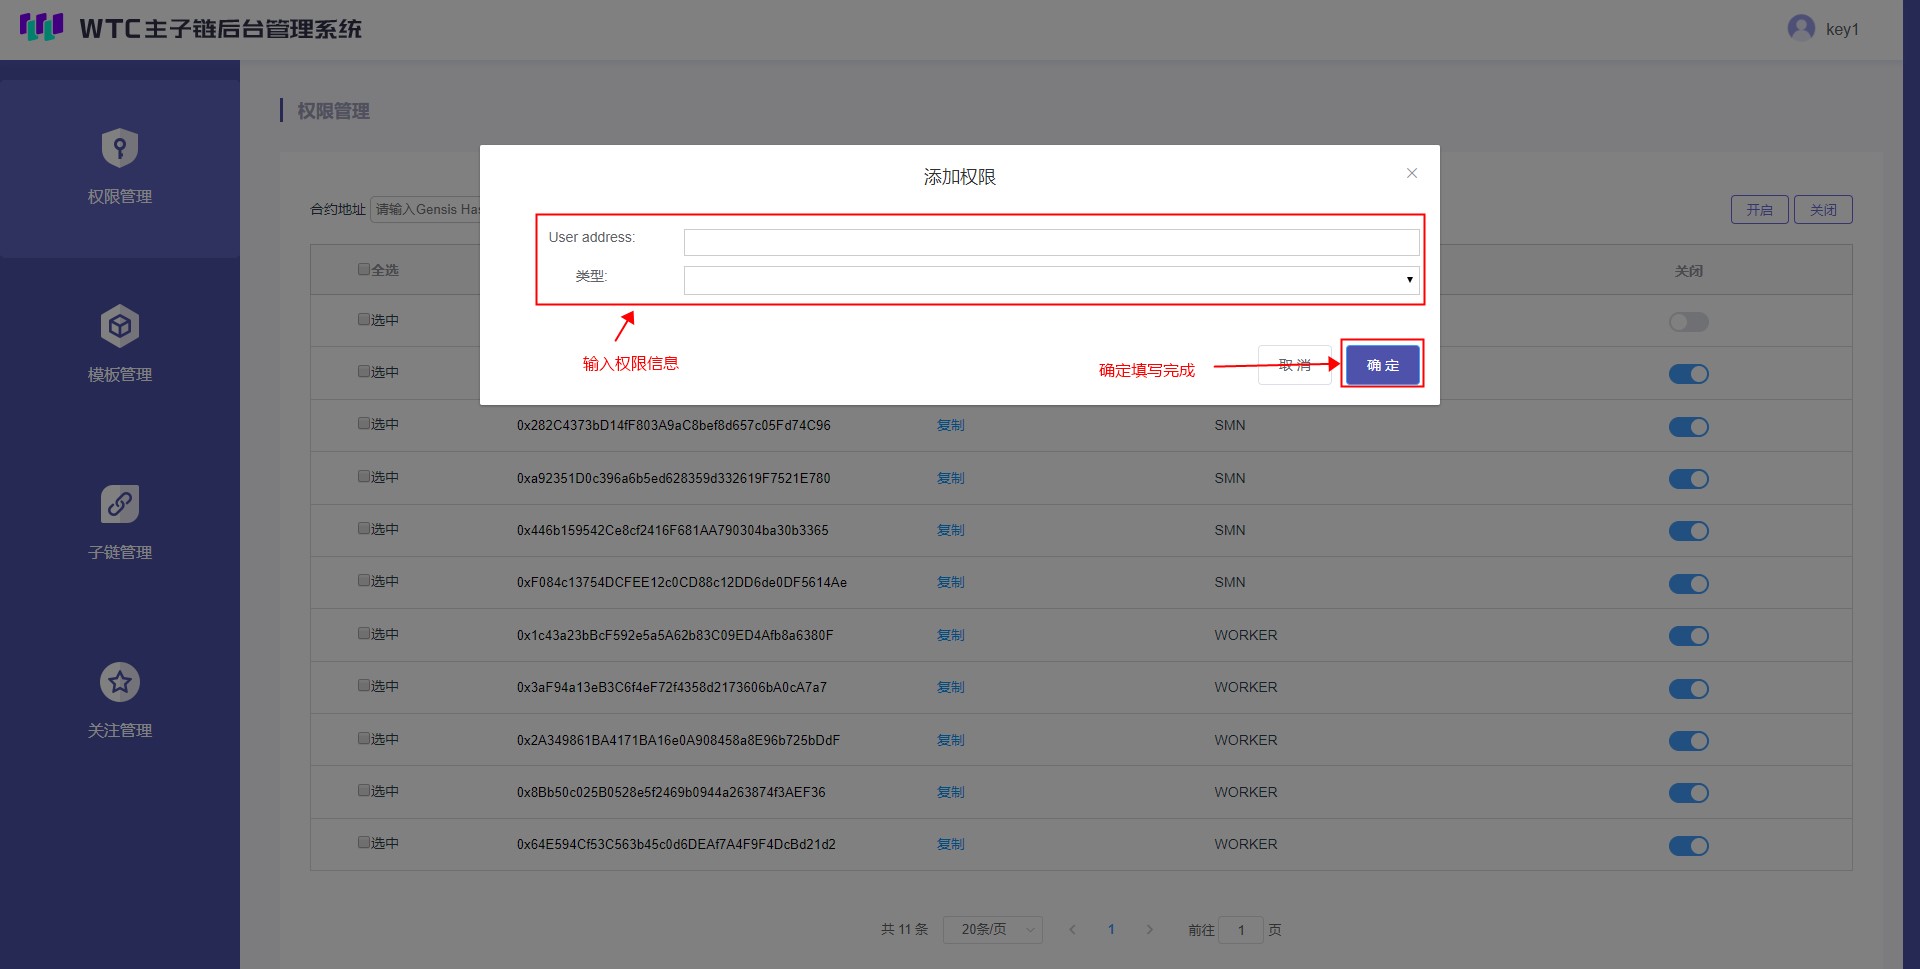 WTC主子链后台管理系统
key1
权限管理
模板管理
子链管理
关注管理
权限管理
合约地址 请输入Gensis Has
开启 关闭
添加权限
User address:
类型:
输入权限信息
确定填写完成
取 消
确 定
全选 关闭
选中
选中
选中 0x282C4373bD14fF803A9aC8bef8d657c05Fd74C96 复制 SMN
选中 0xa92351D0c396a6b5ed628359d332619F7521E780 复制 SMN
选中 0x446b159542Ce8cf2416F681AA790304ba30b3365 复制 SMN
选中 0xF084c13754DCFEE12c0CD88c12DD6de0DF5614Ae 复制 SMN
选中 0x1c43a23bBcF592e5a5A62b83C09ED4Afb8a6380F 复制 WORKER
选中 0x3aF94a13eB3C6f4eF72f4358d2173606bA0cA7a7 复制 WORKER
选中 0x2A349861BA4171BA16e0A908458a8E96b725bDdF 复制 WORKER
选中 0x8Bb50c025B0528e5f2469b0944a263874f3AEF36 复制 WORKER
选中 0x64E594Cf53C563b45c0d6DEAf7A4F9F4DcBd21d2 复制 WORKER
共 11 条 20条/页 1 前往 1 页